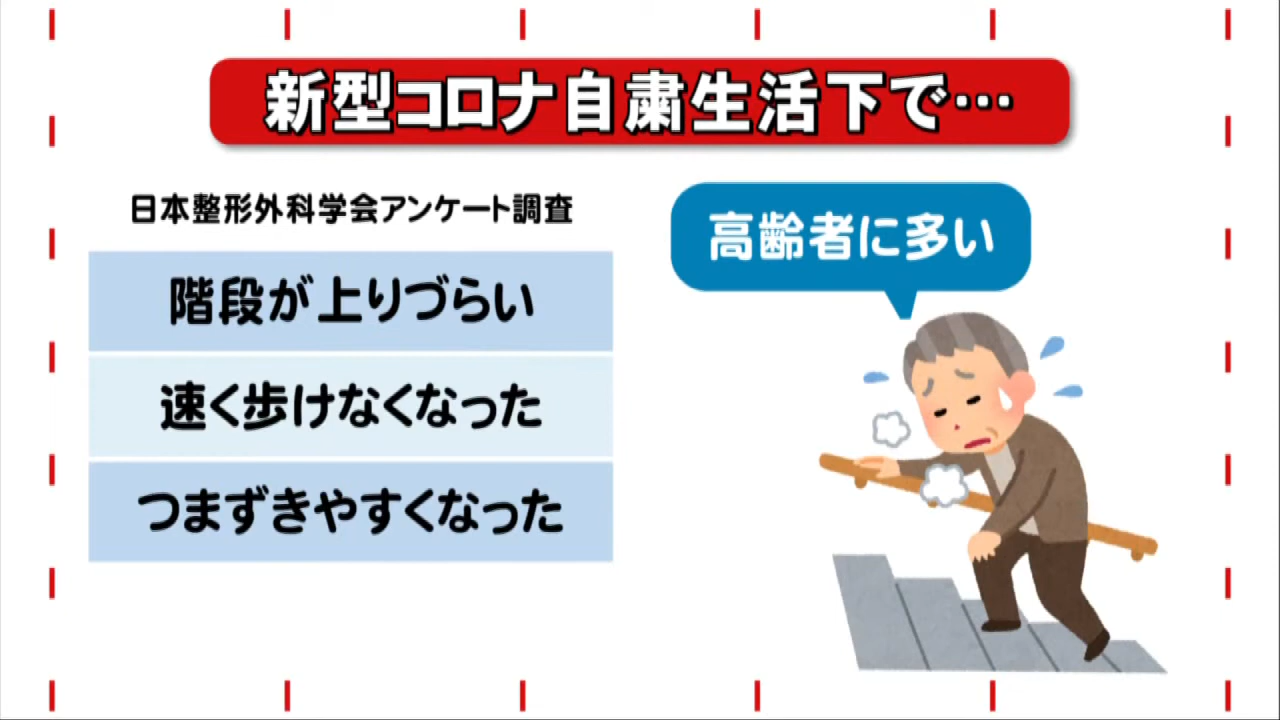 新型コロナ自粛生活下で…
日本整形外科学会アンケート調査
階段が上りづらい
速く歩けなくなった
つまずきやすくなった
高齢者に多い